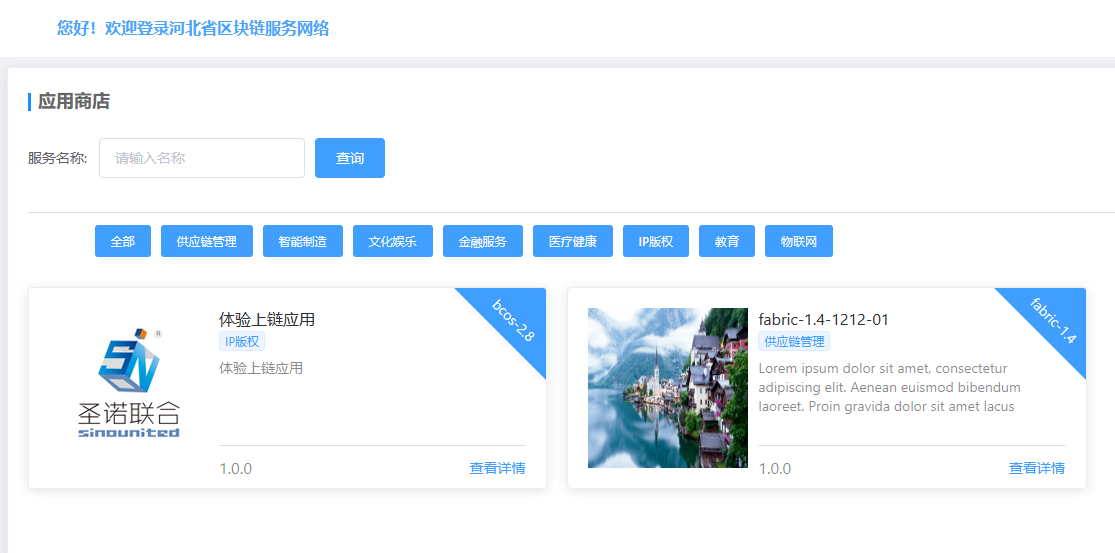 您好！欢迎登录河北省区块链服务网络
应用商店
服务名称:
请输入名称
查询
全部
供应链管理
智能制造
文化娱乐
金融服务
医疗健康
IP版权
教育
物联网
bcos-2.8
体验上链应用
IP版权
体验上链应用
圣诺联合
sinounited
®
1.0.0
查看详情
fabric-1.4
fabric-1.4-1212-01
供应链管理
Lorem ipsum dolor sit amet, consectetur
adipiscing elit. Aenean euismod bibendum
laoreet. Proin gravida dolor sit amet lacus
1.0.0
查看详情